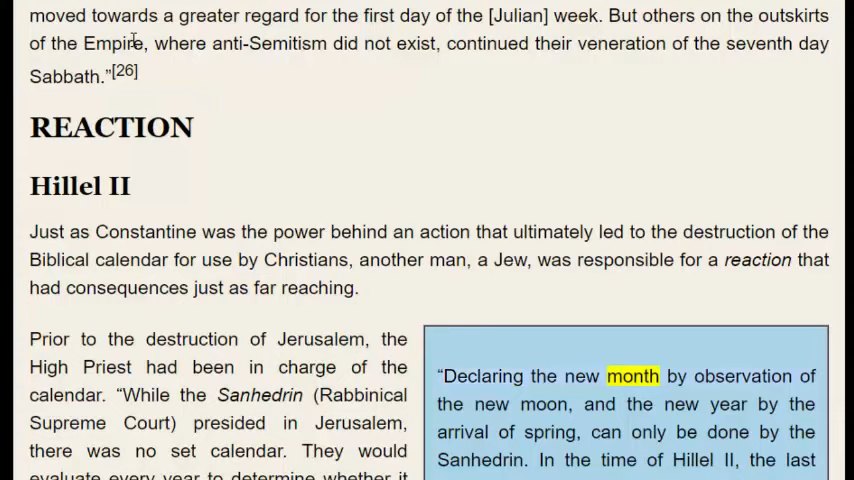 moved towards a greater regard for the first day of the [Julian] week. But others on the outskirts
of the Empire, where anti-Semitism did not exist, continued their veneration of the seventh day
Sabbath.”[26]
REACTION
Hillel II
Just as Constantine was the power behind an action that ultimately led to the destruction of the
Biblical calendar for use by Christians, another man, a Jew, was responsible for a reaction that
had consequences just as far reaching.
Prior to the destruction of Jerusalem, the
High Priest had been in charge of the
calendar. “While the Sanhedrin (Rabbinical
Supreme Court) presided in Jerusalem,
there was no set calendar. They would
evaluate every year to determine whether it
“Declaring the new month by observation of
the new moon, and the new year by the
arrival of spring, can only be done by the
Sanhedrin. In the time of Hillel II, the last